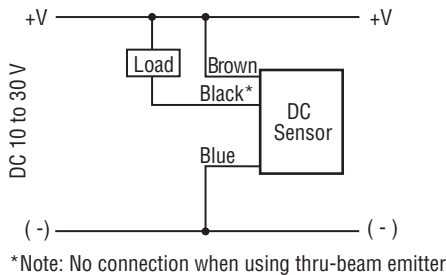 +V +V
Load
Brown
Black*
DC 10 to 30 V
DC
Sensor
Blue
( -) ( - )
*Note: No connection when using thru-beam emitter